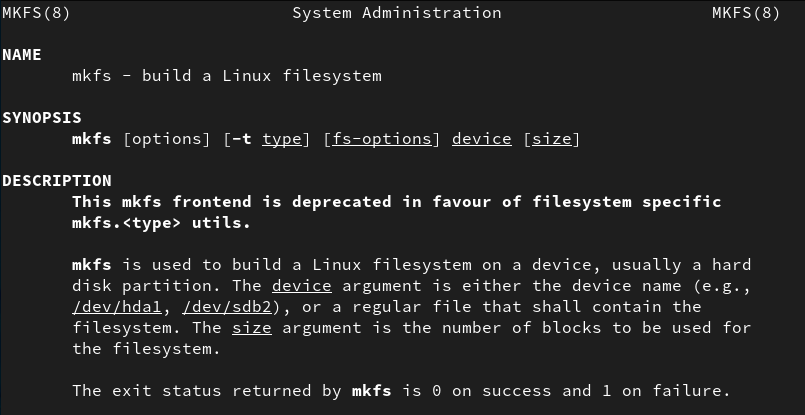 MKFS(8) System Administration MKFS(8)
NAME
mkfs - build a Linux filesystem
SYNOPSIS
mkfs [options] [-t type] [fs-options] device [size]
DESCRIPTION
This mkfs frontend is deprecated in favour of filesystem specific
mkfs.<type> utils.
mkfs is used to build a Linux filesystem on a device, usually a hard
disk partition. The device argument is either the device name (e.g.,
/dev/hda1, /dev/sdb2), or a regular file that shall contain the
filesystem. The size argument is the number of blocks to be used for
the filesystem.
The exit status returned by mkfs is 0 on success and 1 on failure.